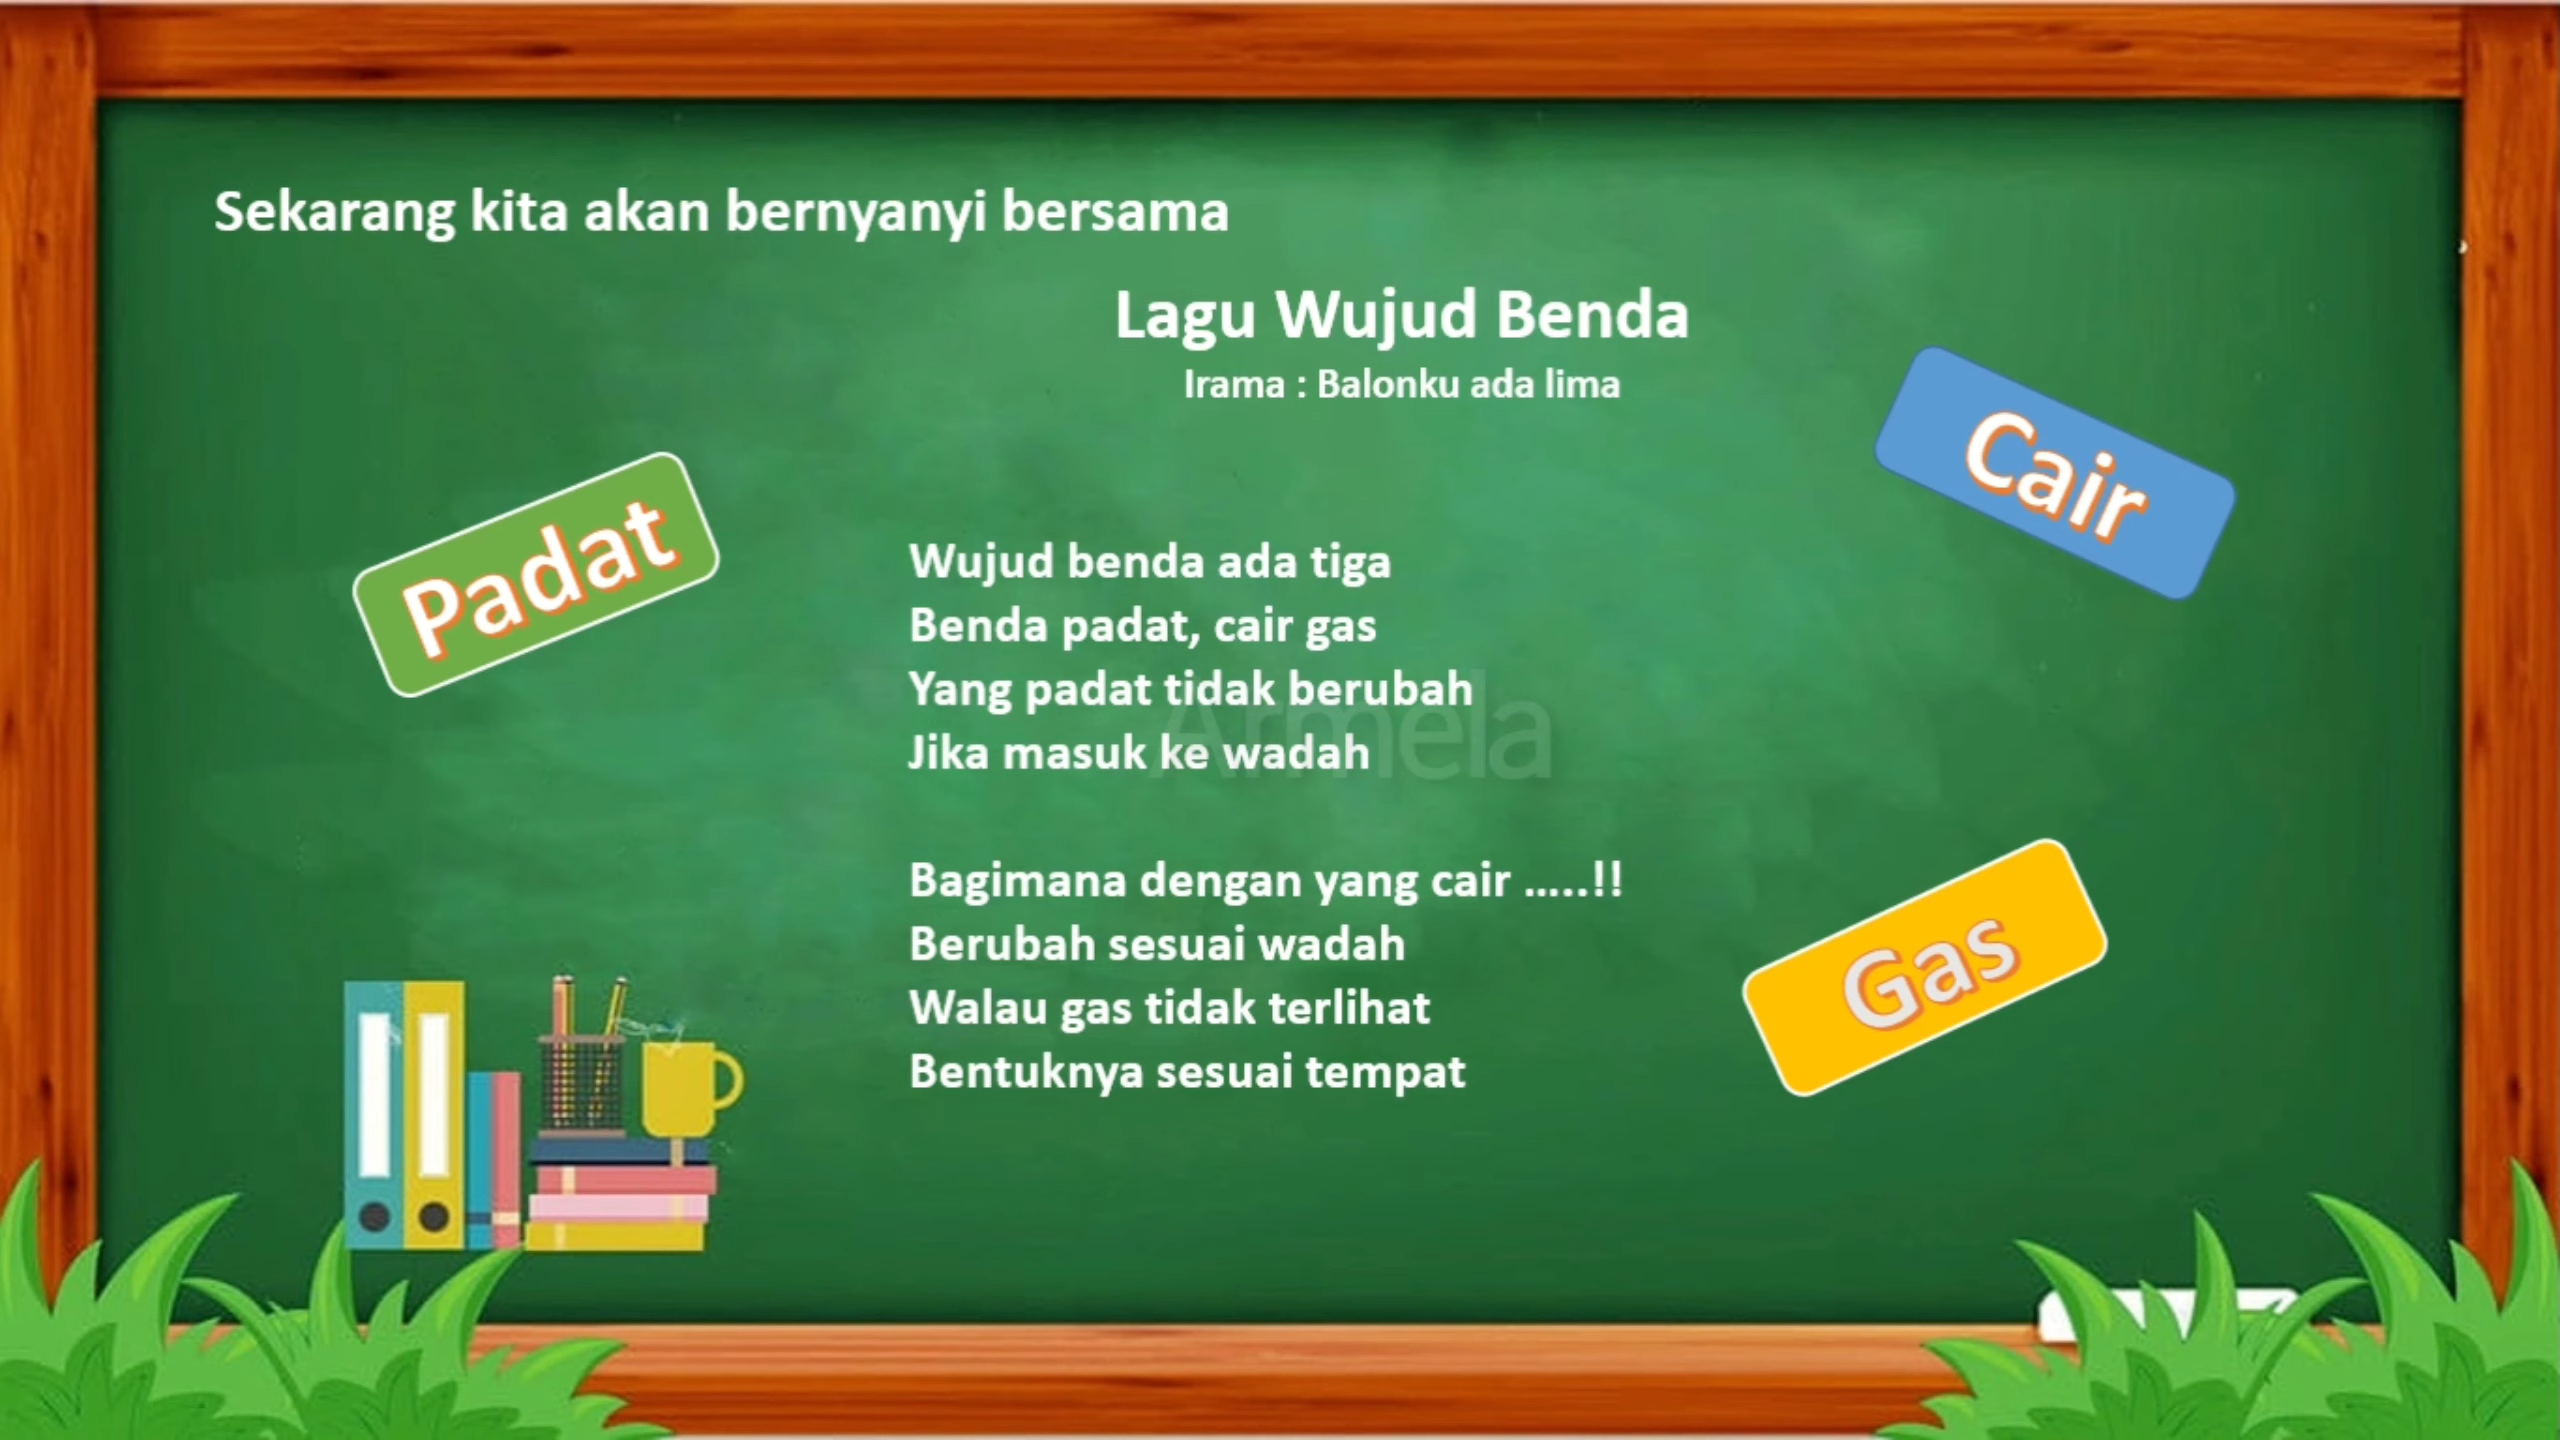 Sekarang kita akan bernyanyi bersama
Lagu Wujud Benda
Irama : Balonku ada lima
Cair
Padat
Wujud benda ada tiga
Benda padat, cair gas
Yang padat tidak berubah
Jika masuk ke wadah
Armela
Bagimana dengan yang cair .....!!
Berubah sesuai wadah
Walau gas tidak terlihat
Bentuknya sesuai tempat
Gas